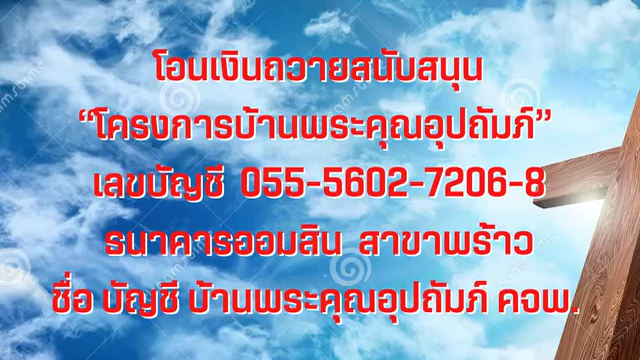 โอนเงินถวายสนับสนุน
“โครงการบ้านพระคุณอุปถัมภ์”
เลขบัญชี 055-5602-7206-8
ธนาคารออมสิน สาขาพร้าว
ชื่อ บัญชี บ้านพระคุณอุปถัมภ์ คจพ.